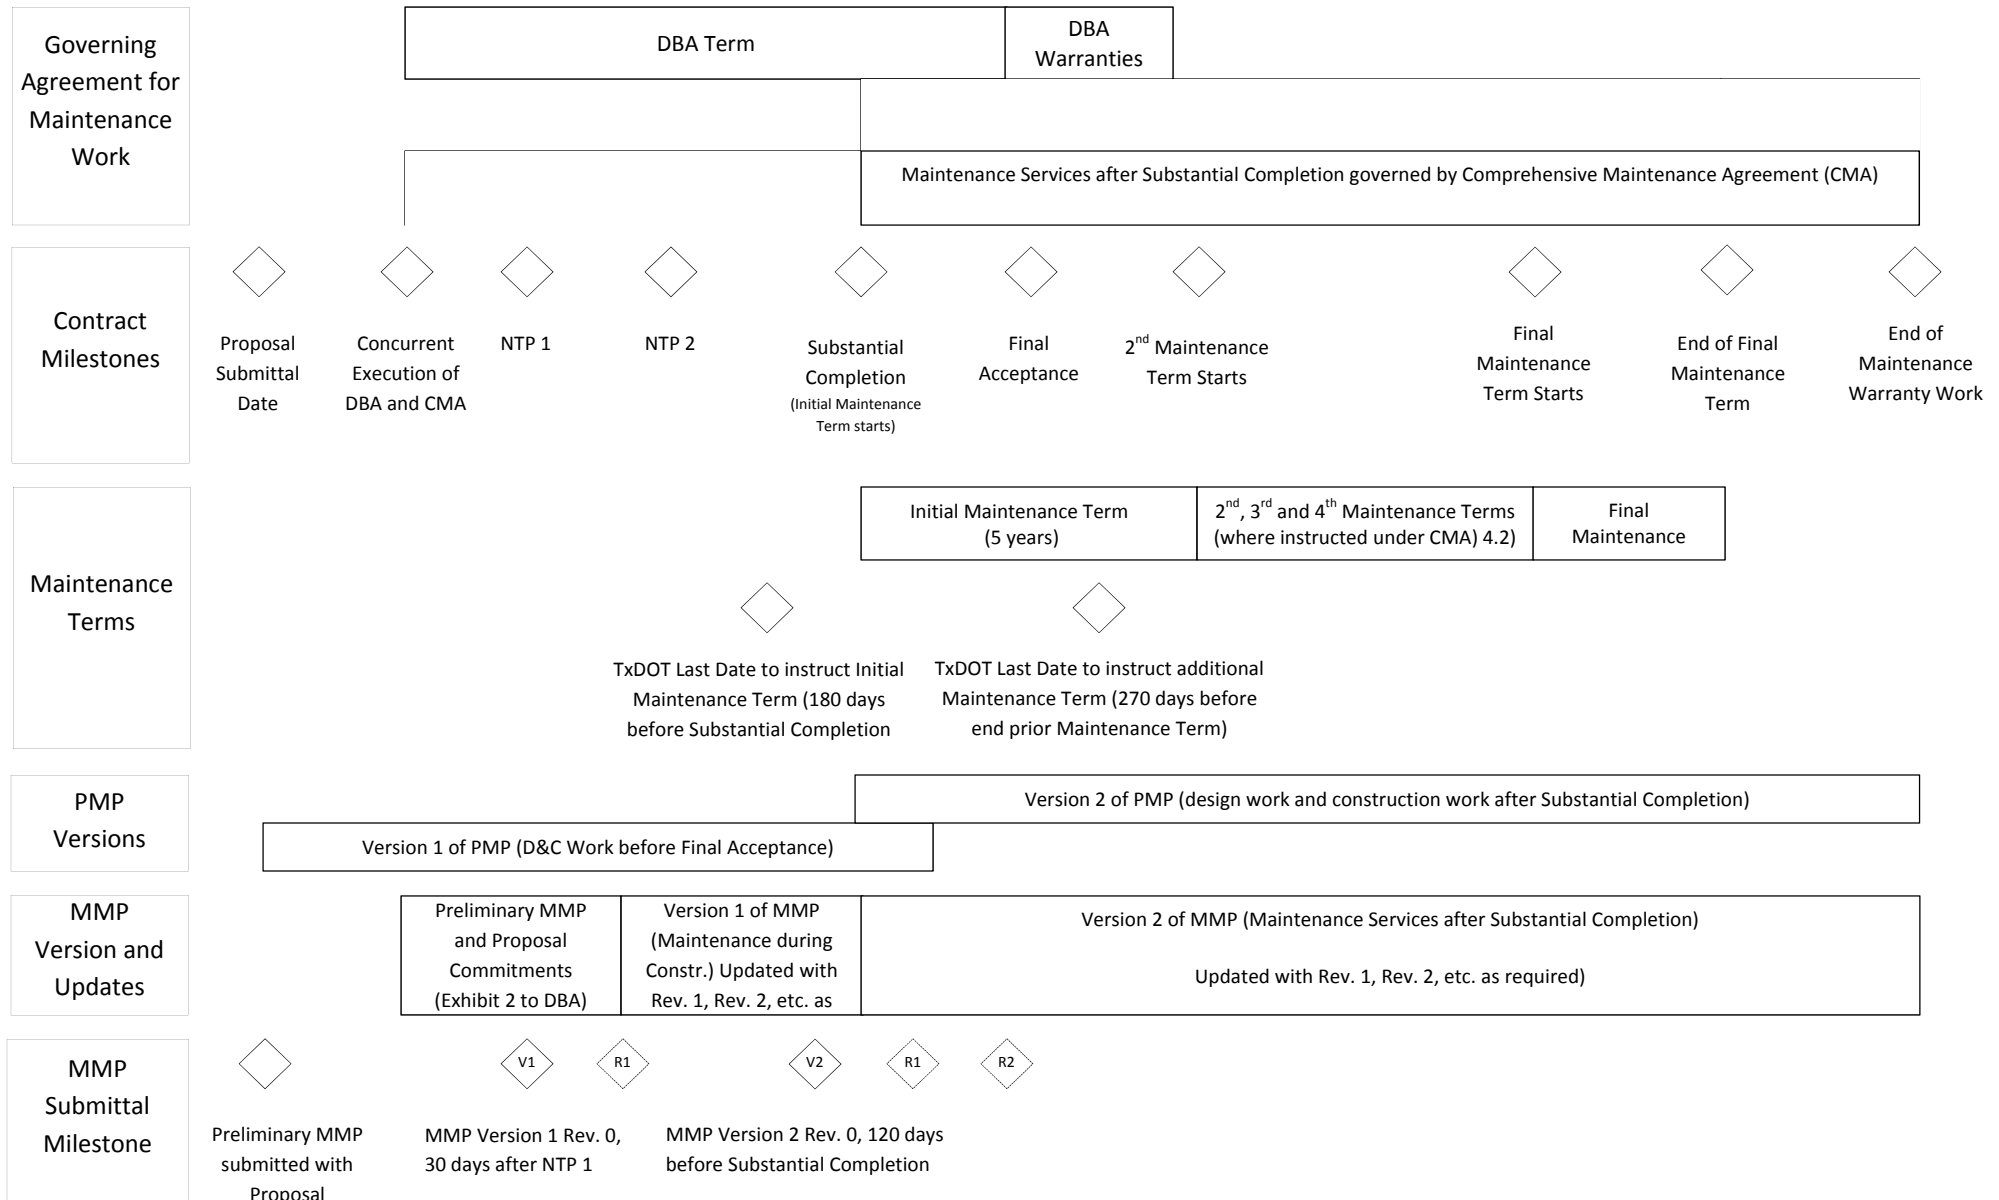 Governing
Agreement for
Maintenance
Work
DBA Term
DBA
Warranties
Maintenance Services after Substantial Completion governed by Comprehensive Maintenance Agreement (CMA)
Contract
Milestones
Proposal
Submittal
Date
Concurrent
Execution of
DBA and CMA
NTP 1
NTP 2
Substantial
Completion
(Initial Maintenance
Term starts)
Final
Acceptance
2nd Maintenance
Term Starts
Final
Maintenance
Term Starts
End of Final
Maintenance
Term
End of
Maintenance
Warranty Work
Maintenance
Terms
Initial Maintenance Term
(5 years)
2nd, 3rd and 4th Maintenance Terms
(where instructed under CMA) 4.2)
Final
Maintenance
TxDOT Last Date to instruct Initial
Maintenance Term (180 days
before Substantial Completion
TxDOT Last Date to instruct additional
Maintenance Term (270 days before
end prior Maintenance Term)
PMP
Versions
Version 2 of PMP (design work and construction work after Substantial Completion)
Version 1 of PMP (D&C Work before Final Acceptance)
MMP
Version and
Updates
Preliminary MMP
and Proposal
Commitments
(Exhibit 2 to DBA)
Version 1 of MMP
(Maintenance during
Constr.) Updated with
Rev. 1, Rev. 2, etc. as
Version 2 of MMP (Maintenance Services after Substantial Completion)
Updated with Rev. 1, Rev. 2, etc. as required)
MMP
Submittal
Milestone
V1
R1
V2
R1
R2
Preliminary MMP
submitted with
Proposal
MMP Version 1 Rev. 0,
30 days after NTP 1
MMP Version 2 Rev. 0, 120 days
before Substantial Completion